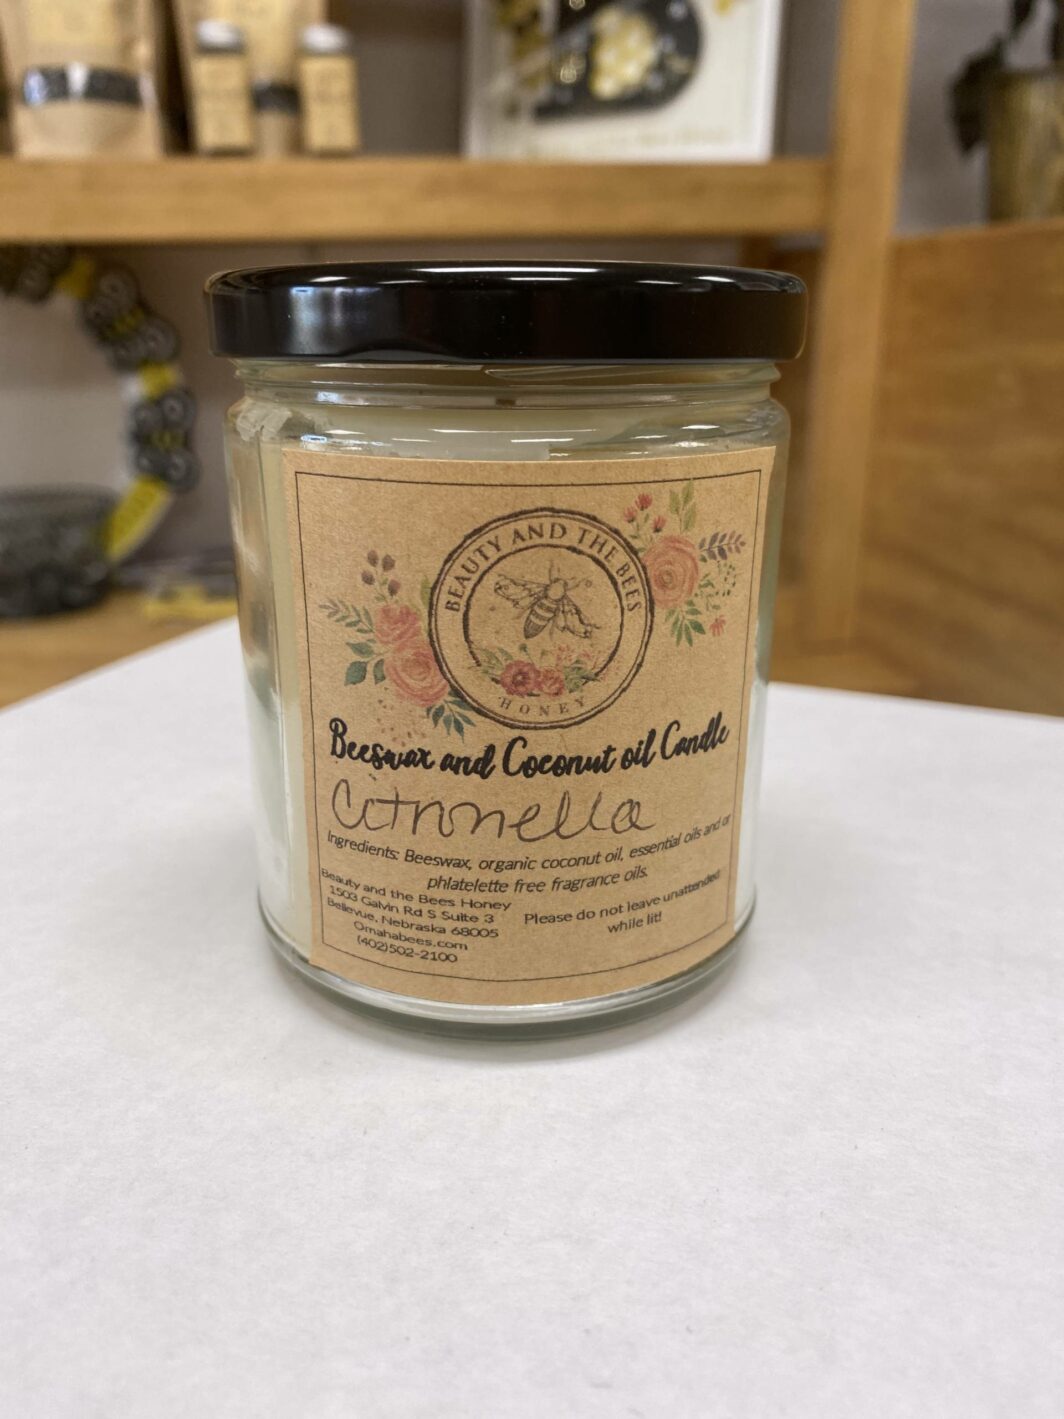 BEAUTY AND THE BEES
HONEY
Beeswax and Coconut oil Candle
Citronella
Ingredients: Beeswax, organic coconut oil, essential oils and or
phlatelette free fragrance oils.
Beauty and the Bees Honey
1503 Galvin Rd S Suite 3
Bellevue, Nebraska 68005
Omahabees.com
(402)502-2100
Please do not leave unattended
while lit!